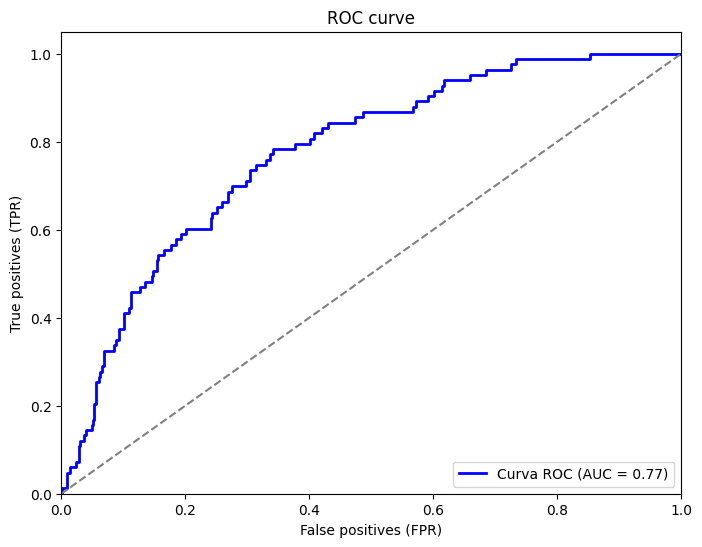 ROC curve
True positives (TPR)
1.0
0.8
0.6
0.4
0.2
0.0
0.0 0.2 0.4 0.6 0.8 1.0
False positives (FPR)
Curva ROC (AUC = 0.77)